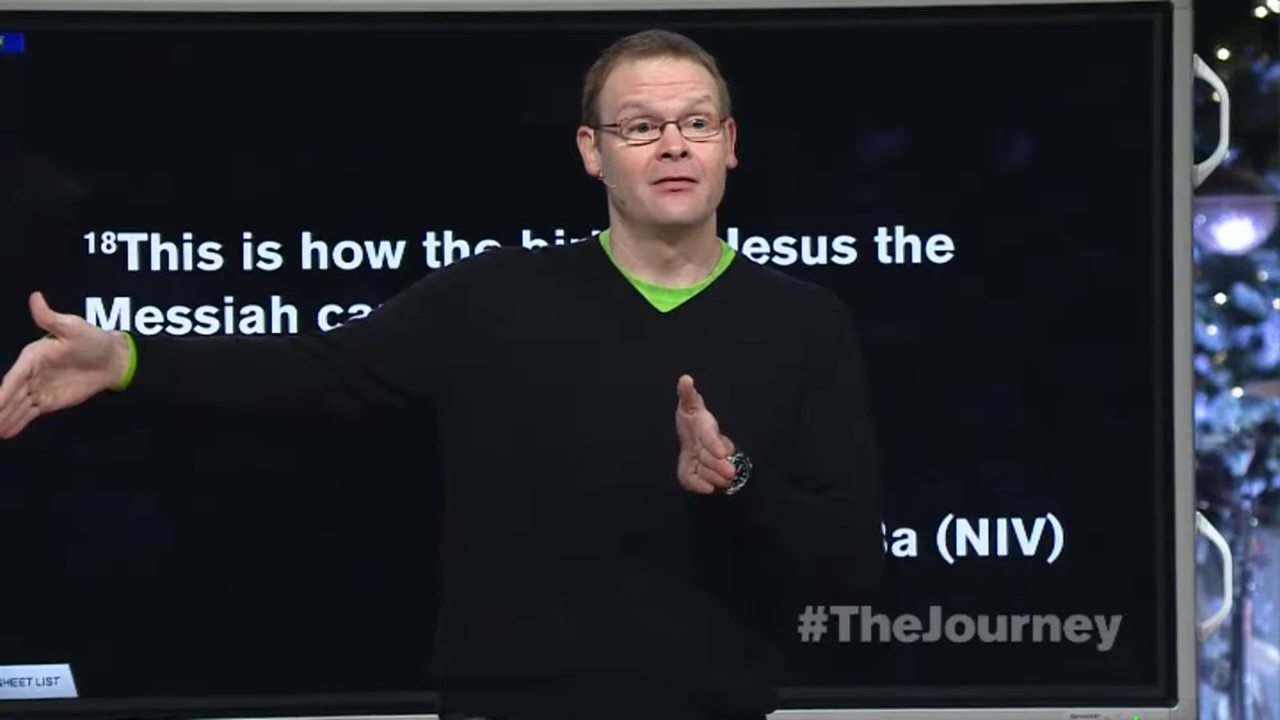 18This is how the Jesus the
Messiah
(NIV)
#TheJourney
SHEET LIST